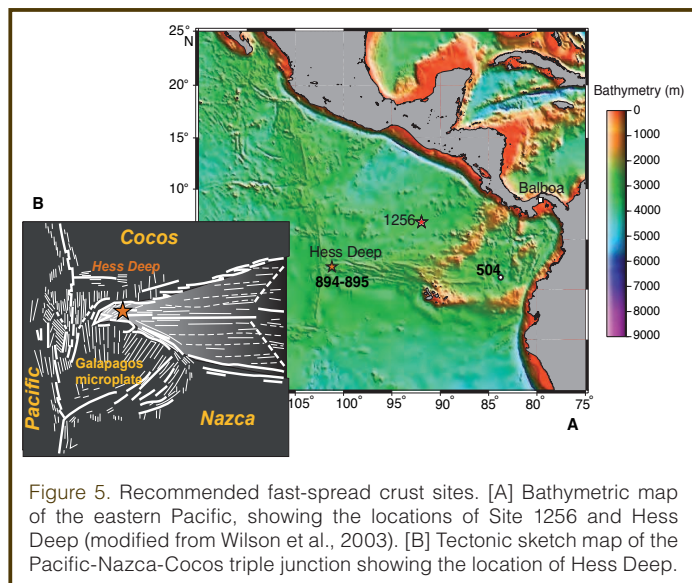 25°
N
20°
15°
10°
Bathymetry (m)
0
1000
2000
3000
4000
5000
6000
7000
8000
9000
Balboa
1256
Hess Deep
894-895
504
105° 100° 95° 90° 85° 80° 75°
A
B
Cocos
Hess Deep
Galapagos
microplate
Pacific
Nazca
Figure 5. Recommended fast-spread crust sites. [A] Bathymetric map
of the eastern Pacific, showing the locations of Site 1256 and Hess
Deep (modified from Wilson et al., 2003). [B] Tectonic sketch map of the
Pacific-Nazca-Cocos triple junction showing the location of Hess Deep.